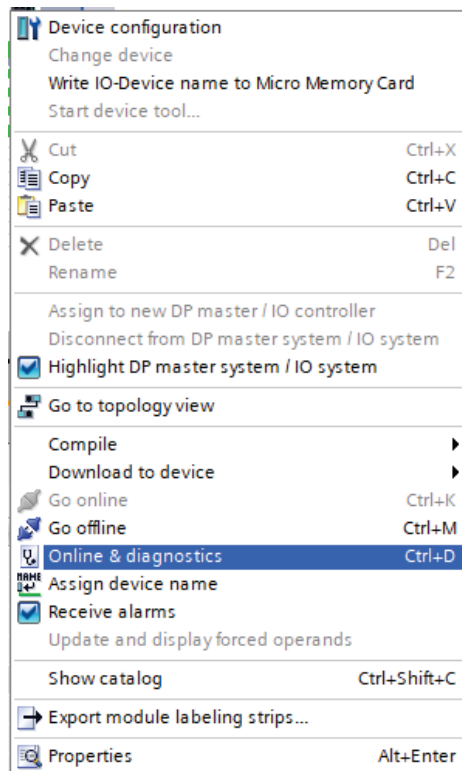 Device configuration
Change device
Write IO-Device name to Micro Memory Card
Start device tool...
Cut Ctrl+X
Copy Ctrl+C
Paste Ctrl+V
Delete Del
Rename F2
Assign to new DP master / IO controller
Disconnect from DP master system / IO system
Highlight DP master system / IO system
Go to topology view
Compile
Download to device
Go online Ctrl+K
Go offline Ctrl+M
Online & diagnostics Ctrl+D
NAME Assign device name
Receive alarms
Update and display forced operands
Show catalog Ctrl+Shift+C
Export module labeling strips...
Properties Alt+Enter